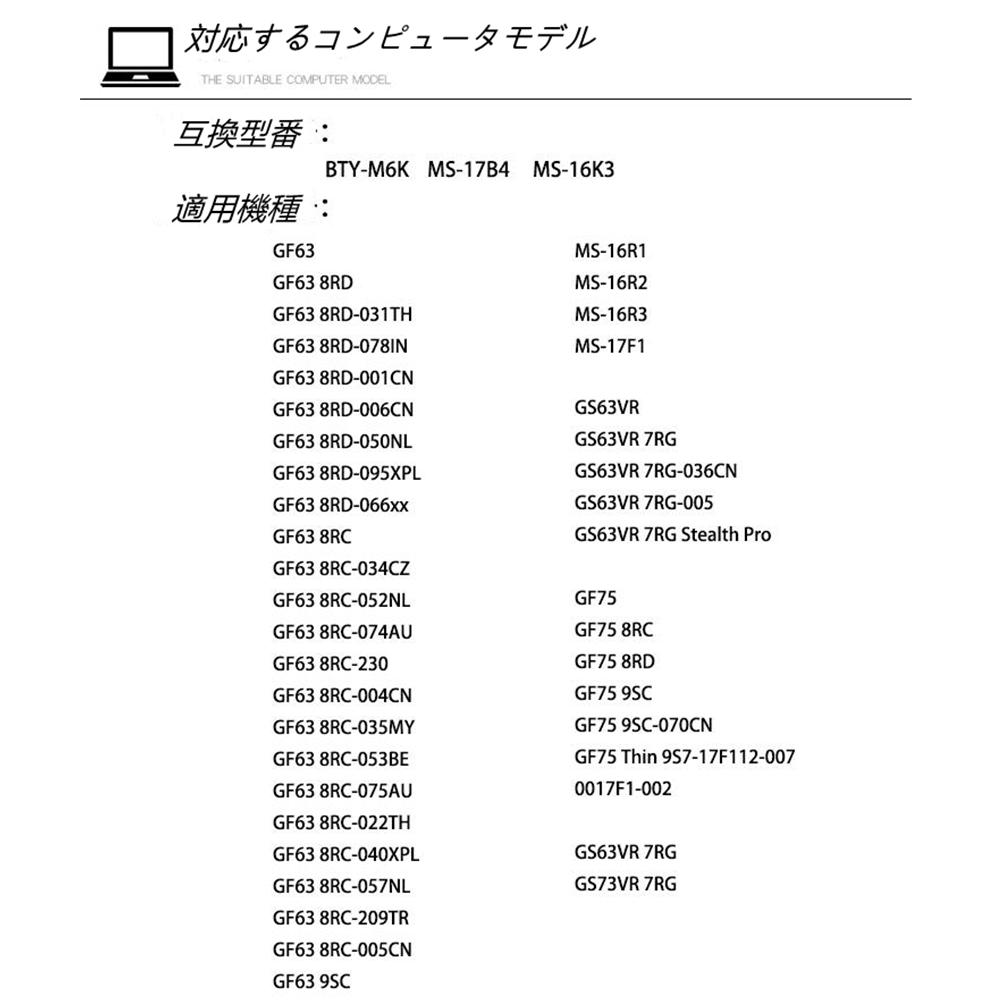 対応するコンピュータモデル
THE SUITABLE COMPUTER MODEL
互換型番：
BTY-M6K MS-17B4 MS-16K3
適用機種：
GF63
GF63 8RD
GF63 8RD-031TH
GF63 8RD-078IN
GF63 8RD-001CN
GF63 8RD-006CN
GF63 8RD-050NL
GF63 8RD-095XPL
GF63 8RD-066xx
GF63 8RC
GF63 8RC-034CZ
GF63 8RC-052NL
GF63 8RC-074AU
GF63 8RC-230
GF63 8RC-004CN
GF63 8RC-035MY
GF63 8RC-053BE
GF63 8RC-075AU
GF63 8RC-022TH
GF63 8RC-040XPL
GF63 8RC-057NL
GF63 8RC-209TR
GF63 8RC-005CN
GF63 9SC
MS-16R1
MS-16R2
MS-16R3
MS-17F1
GS63VR
GS63VR 7RG
GS63VR 7RG-036CN
GS63VR 7RG-005
GS63VR 7RG Stealth Pro
GF75
GF75 8RC
GF75 8RD
GF75 9SC
GF75 9SC-070CN
GF75 Thin 9S7-17F112-007
0017F1-002
GS63VR 7RG
GS73VR 7RG